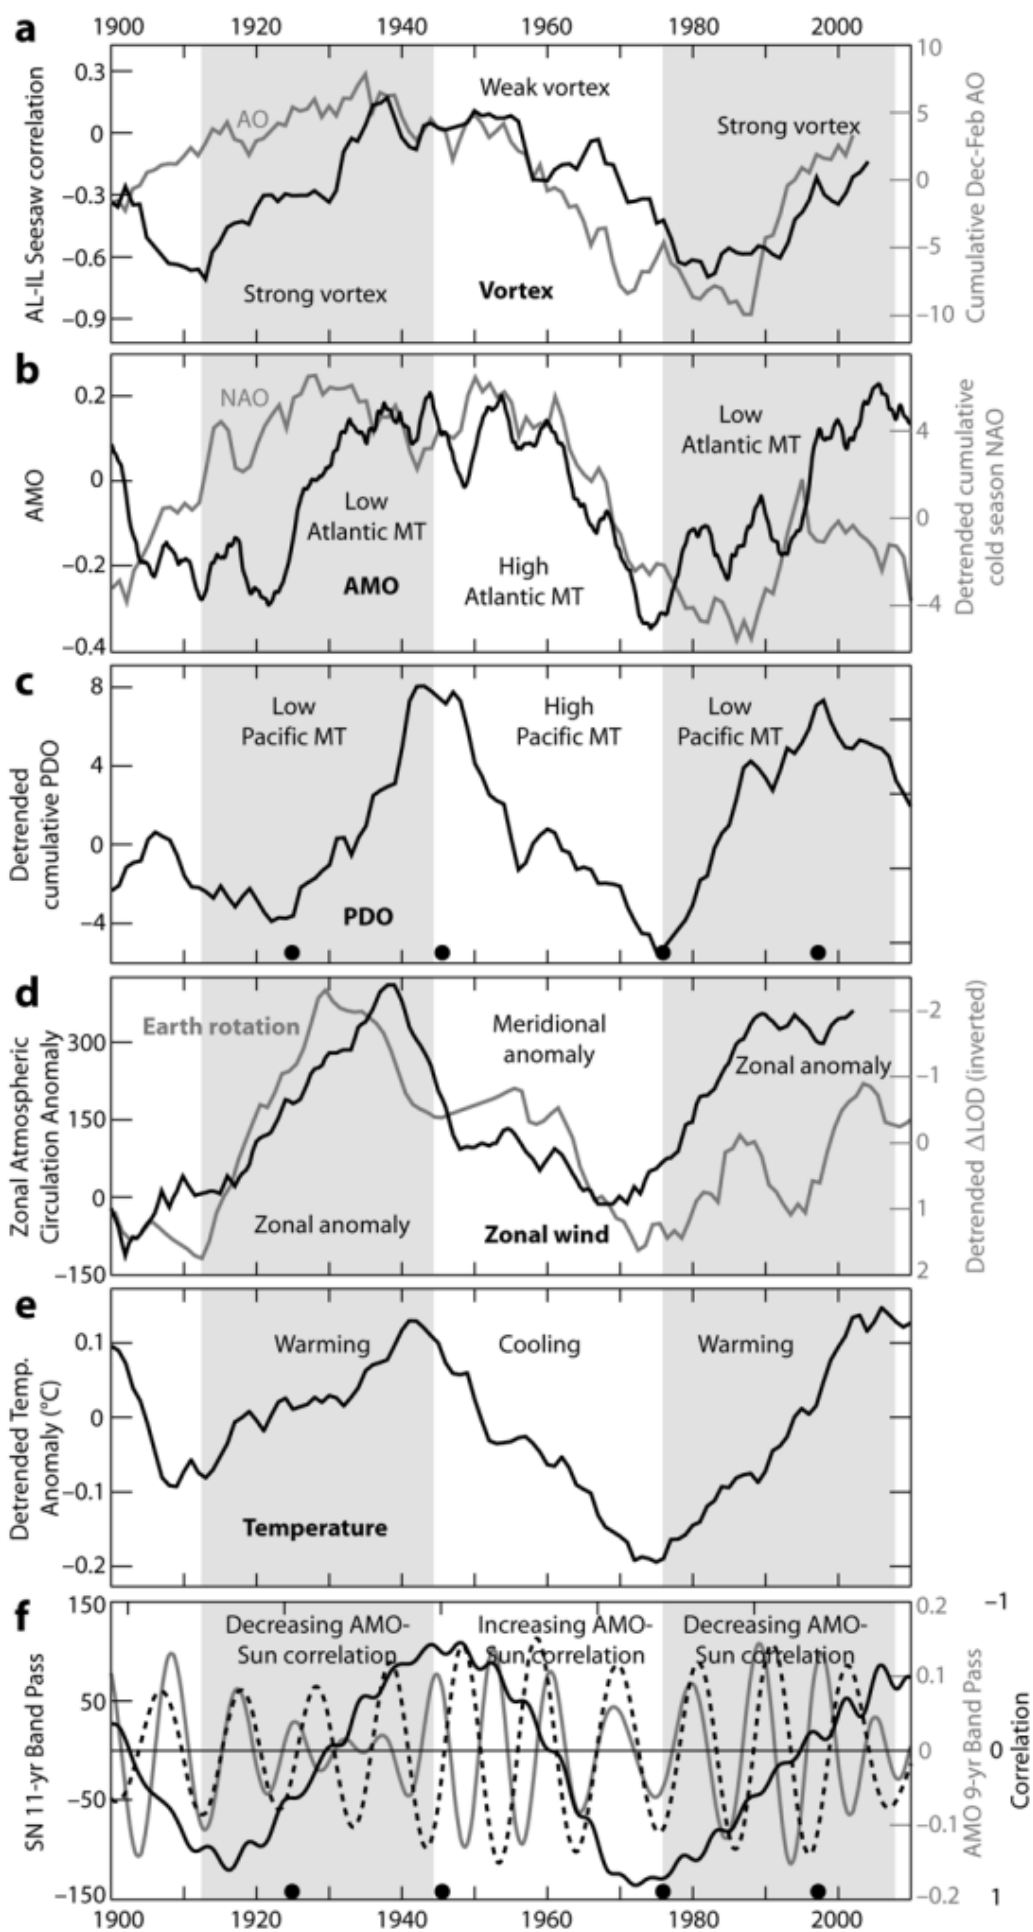 a
1900 1920 1940 1960 1980 2000
AL-IL Seesaw correlation
0.3
0
−0.3
−0.6
−0.9
AO
Weak vortex
Strong vortex
Strong vortex
Vortex
10
5
0
−5
−10
Cumulative Dec-Feb AO
b
AMO
0.2
0
−0.2
−0.4
NAO
Low
Atlantic MT
AMO
High
Atlantic MT
Low
Atlantic MT
4
0
−4
Detrended cumulative
cold season NAO
c
Detrended
cumulative PDO
8
4
0
−4
Low
Pacific MT
High
Pacific MT
Low
Pacific MT
PDO
d
Zonal Atmospheric
Circulation Anomaly
300
150
0
−150
Earth rotation
Meridional
anomaly
Zonal anomaly
Zonal anomaly
Zonal wind
−2
−1
0
1
2
Detrended ΔLOD (inverted)
e
Detrended Temp.
Anomaly (°C)
0.1
0
−0.1
−0.2
Warming
Cooling
Warming
Temperature
f
SN 11-yr Band Pass
150
50
−50
−150
Decreasing AMO-
Sun correlation
Increasing AMO-
Sun correlation
Decreasing AMO-
Sun correlation
0.2
0.1
0
−0.1
−0.2
AMO 9-yr Band Pass
−1
0
1
Correlation
1900 1920 1940 1960 1980 2000